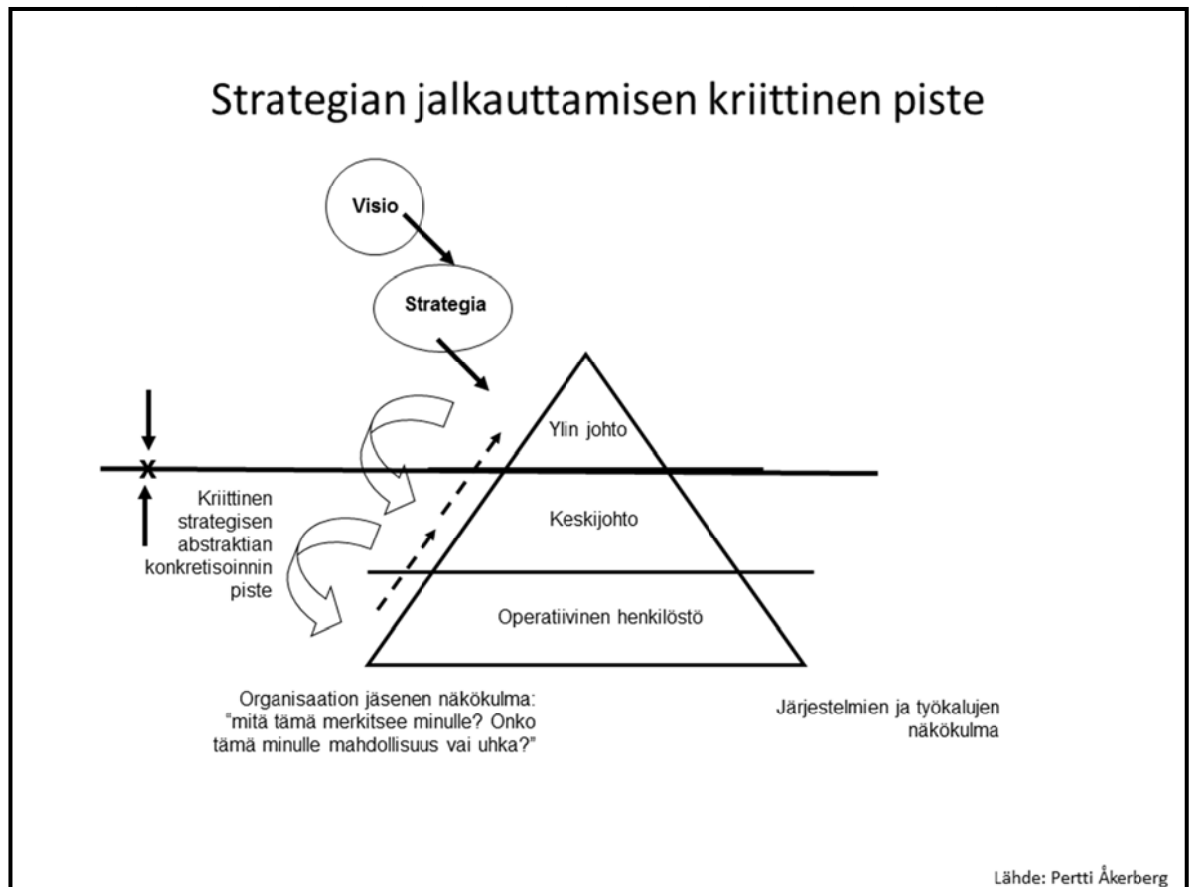 Strategian jalkauttamisen kriittinen piste
Visio
Strategia
Ylin johto
X
Kriittinen
strategisen
abstraktian
konkretisoinnin
piste
Keskijohto
Operatiivinen henkilöstö
Organisaation jäsenen näkökulma:
"mitä tämä merkitsee minulle? Onko
tämä minulle mahdollisuus vai uhka?"
Järjestelmien ja työkalujen
näkökulma
Lähde: Pertti Åkerberg